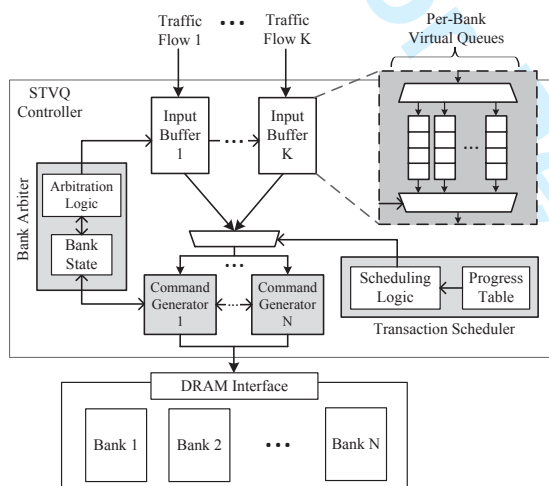 Traffic
Flow 1
Traffic
Flow K
Per-Bank
Virtual Queues
STVQ
Controller
Input
Buffer
1
Input
Buffer
K
Bank Arbiter
Arbitration
Logic
Bank
State
Command
Generator
1
Command
Generator
N
Scheduling
Logic
Progress
Table
Transaction Scheduler
DRAM Interface
Bank 1
Bank 2
Bank N